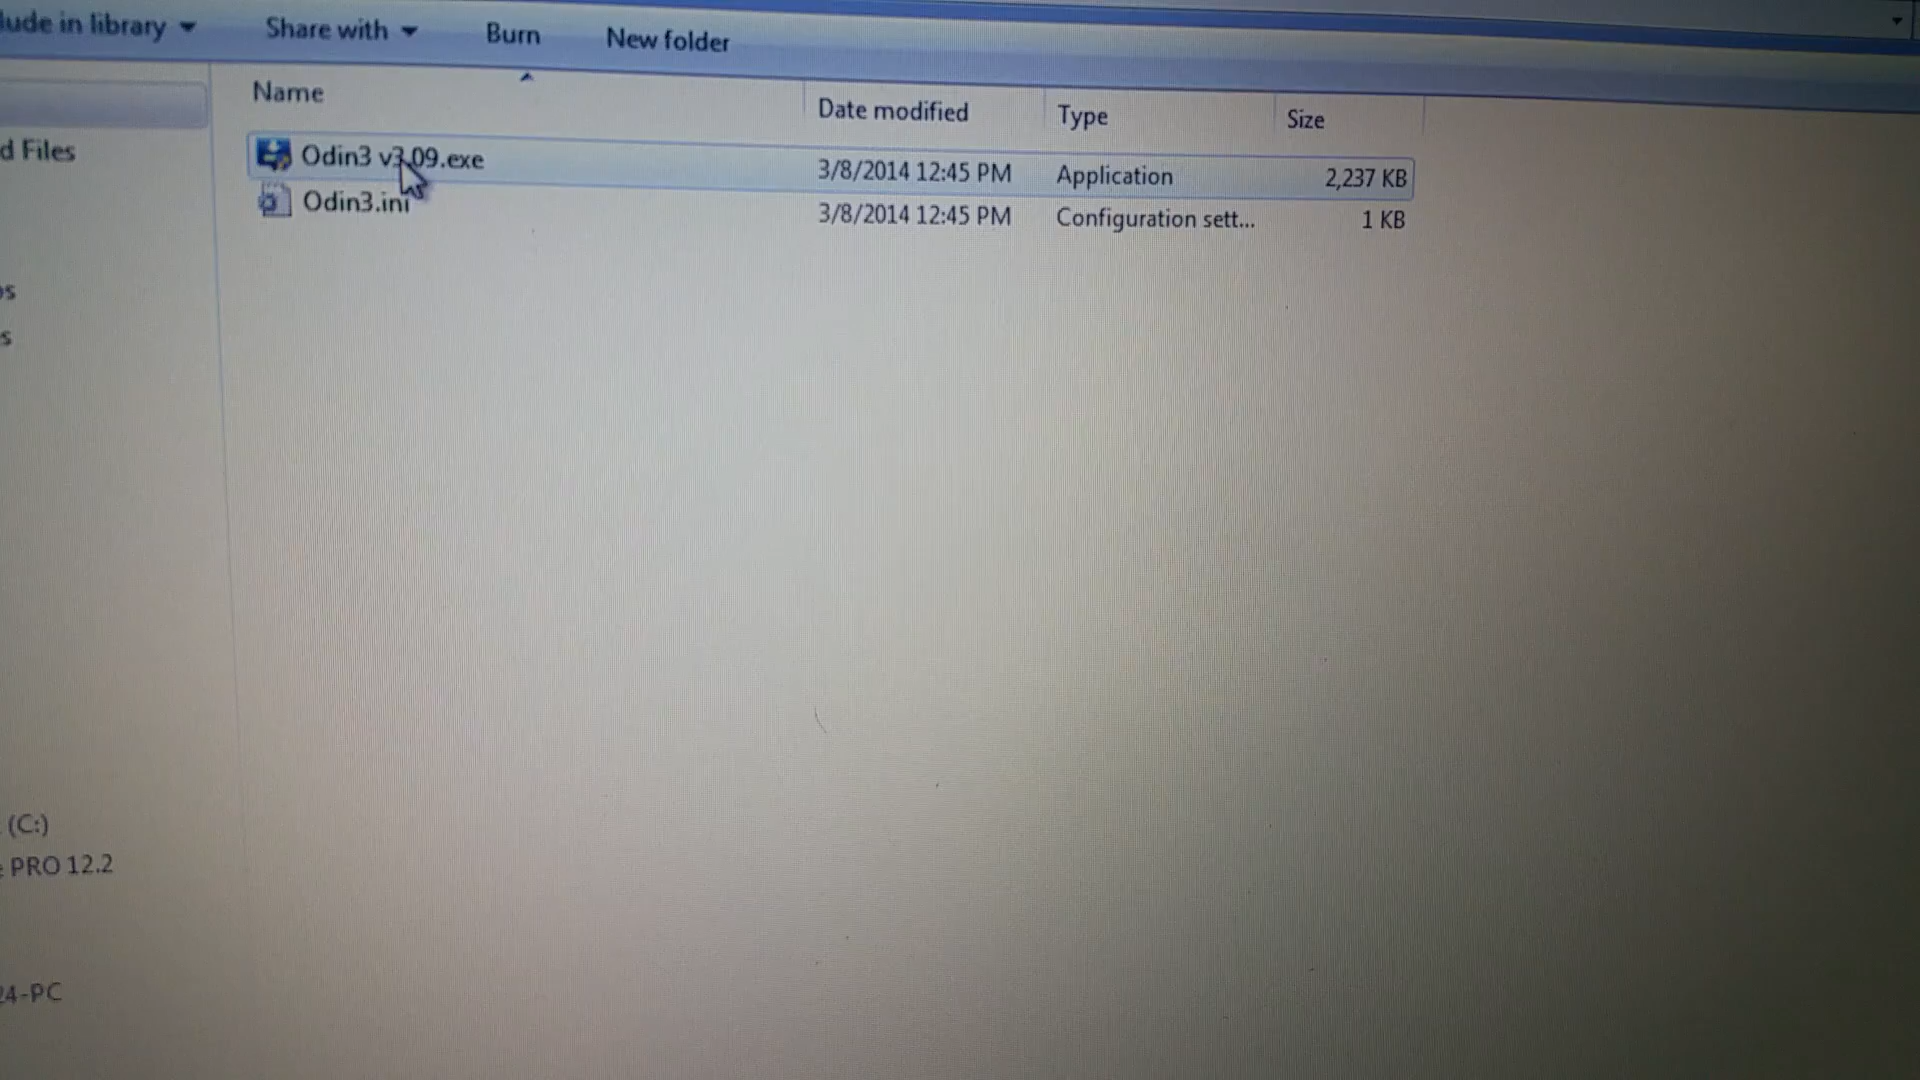 lude in library Share with Burn New folder
Name Date modified Type Size
d Files
Odin3 v3.09.exe 3/8/2014 12:45 PM Application 2,237 KB
Odin3.ini 3/8/2014 12:45 PM Configuration sett... 1 KB
s
s
(C:)
PRO 12.2
24-PC